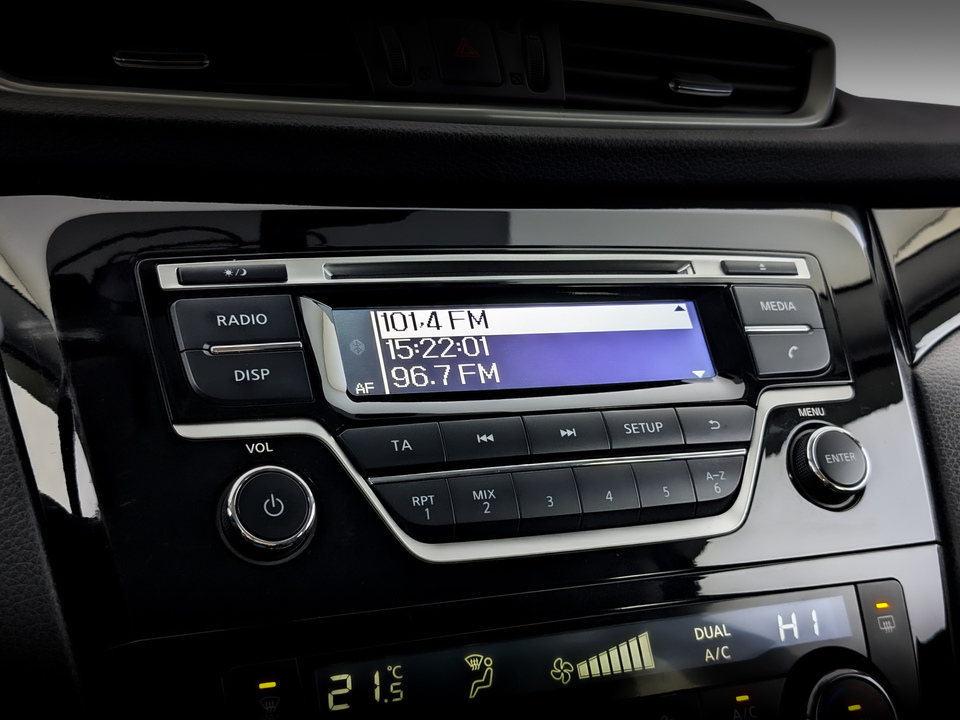 RADIO
DISP
101,4 FM
15:22:01
96.7 FM
AF
MEDIA
TA
SETUP
VOL
MENU
ENTER
RPT 1
MIX 2
3
4
5
A-Z 6
21.5 °C
DUAL
A/C
HI
A/C